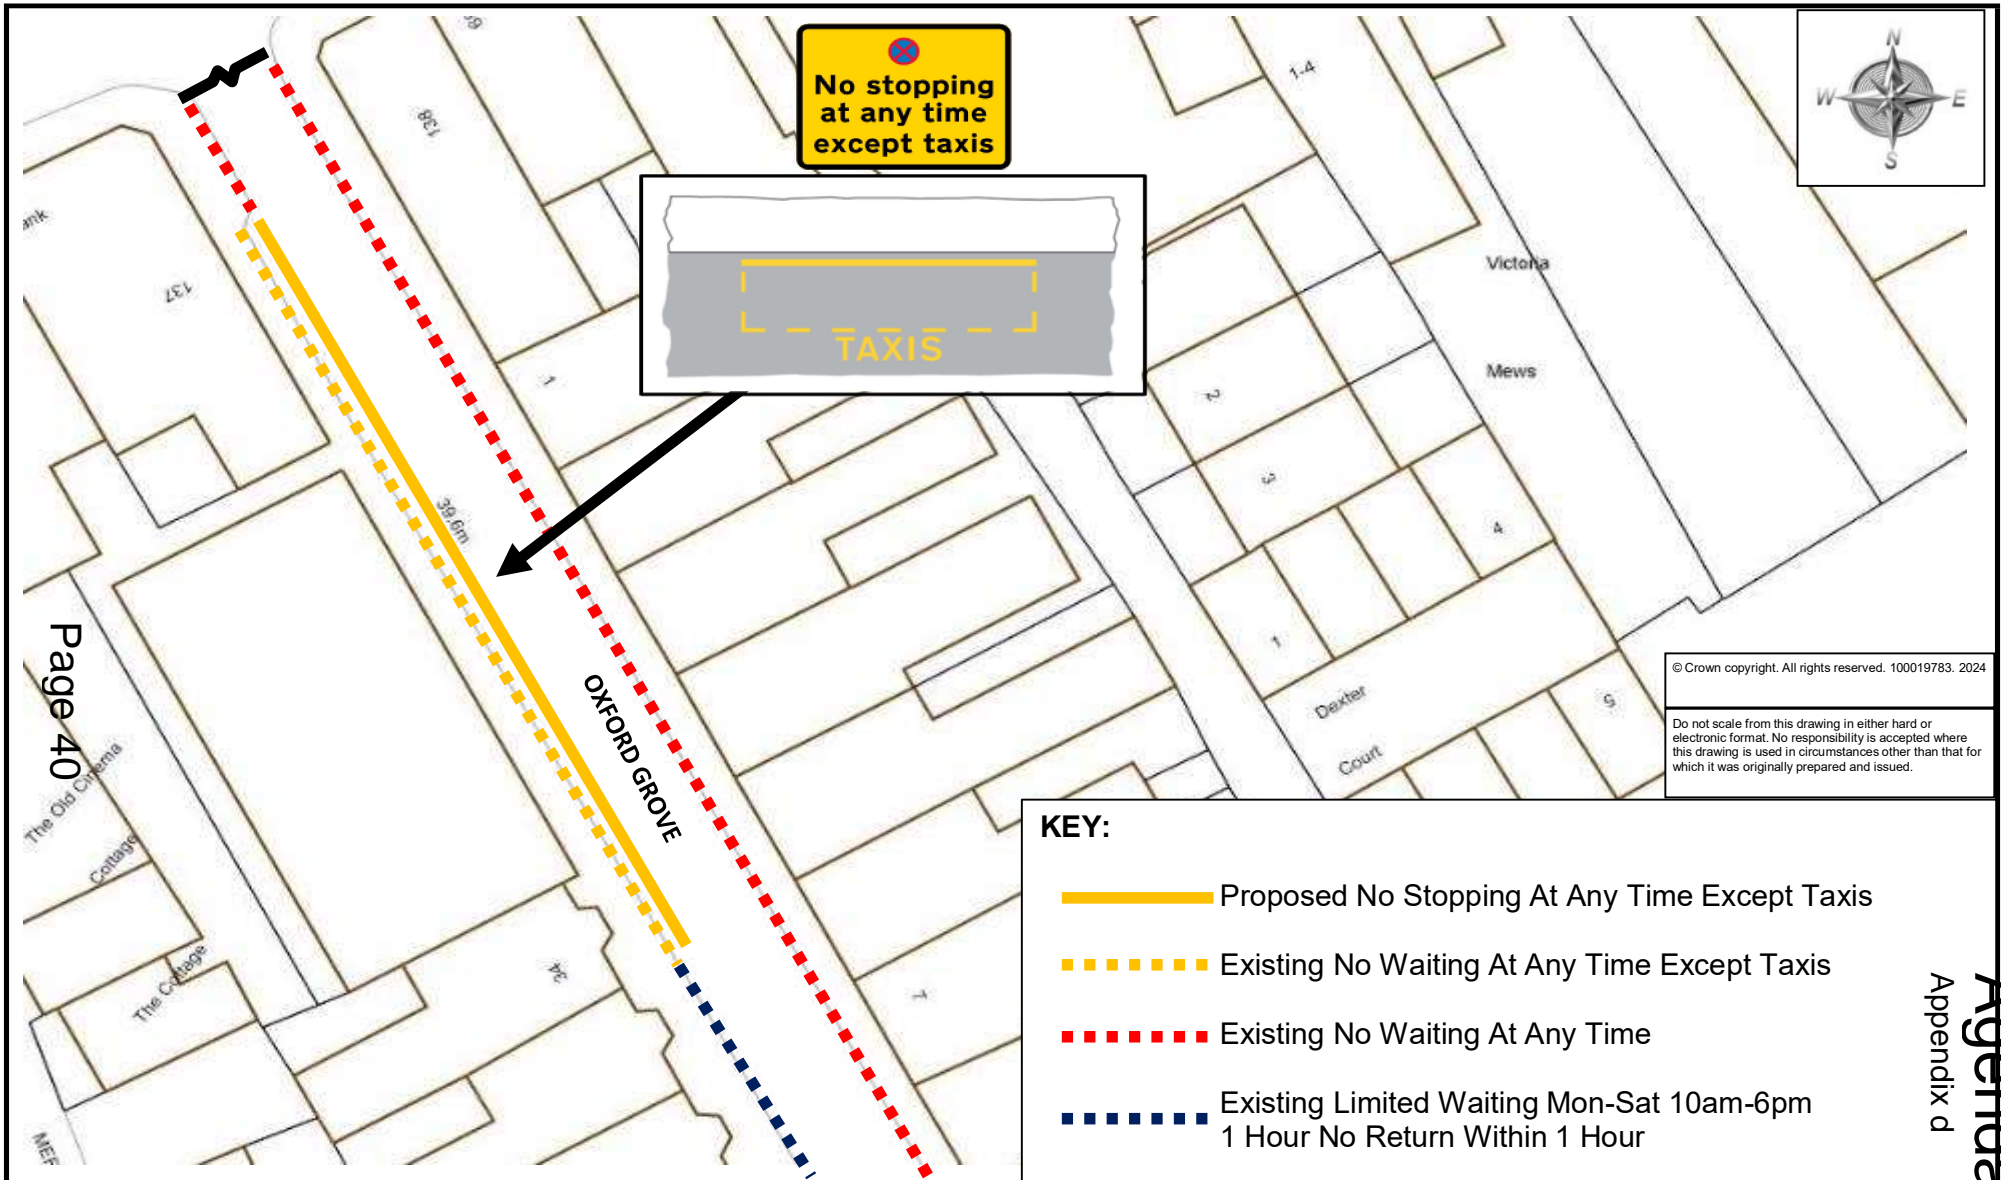 69
138
No stopping
at any time
except taxis
1-4
N
W
E
S
137
TAXIS
Victoria
Mews
1
2
3
4
39.6m
1
5
Dexter
Court
OXFORD GROVE
Page 40
The Old Cinema
Cottage
The Cottage
34
7
© Crown copyright. All rights reserved. 100019783. 2024
Do not scale from this drawing in either hard or
electronic format. No responsibility is accepted where
this drawing is used in circumstances other than that for
which it was originally prepared and issued.
KEY:
Proposed No Stopping At Any Time Except Taxis
Existing No Waiting At Any Time Except Taxis
Existing No Waiting At Any Time
Existing Limited Waiting Mon-Sat 10am-6pm
1 Hour No Return Within 1 Hour
Agenda
Appendix d